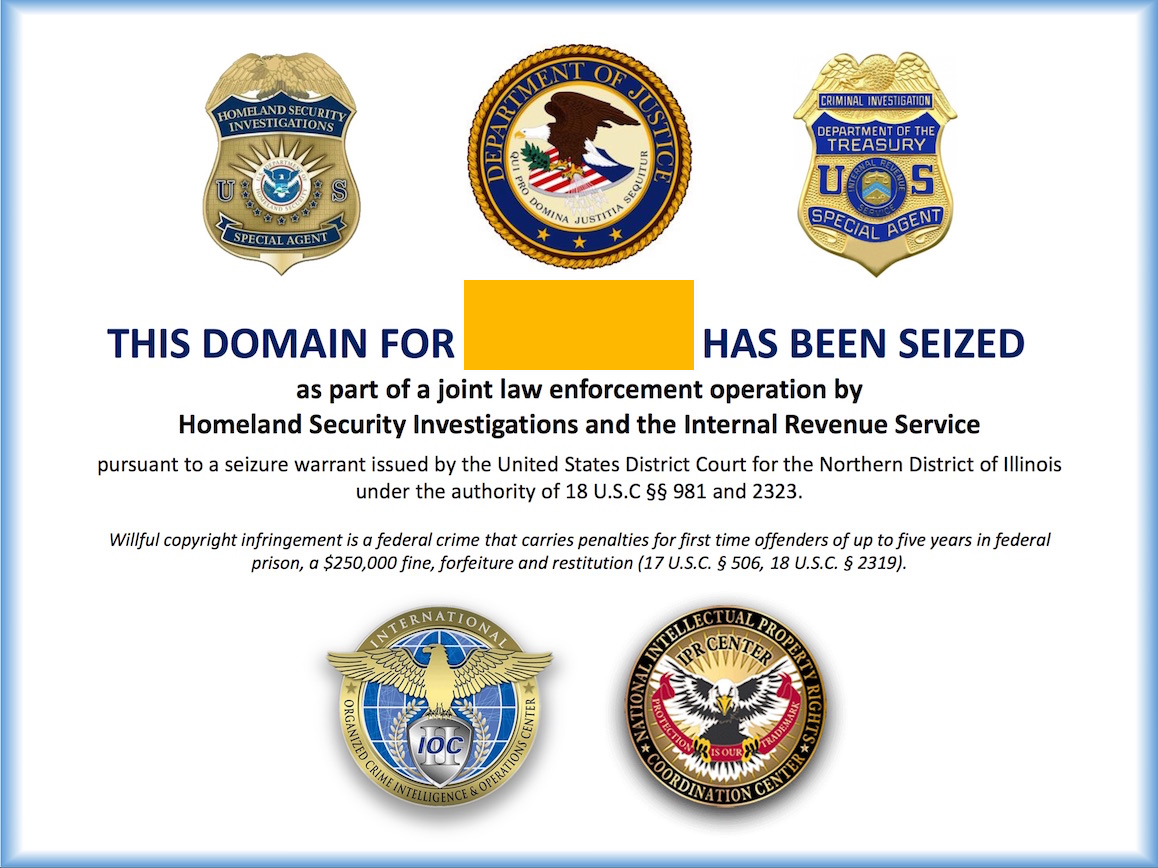 HOMELAND SECURITY
INVESTIGATIONS
U S
U.S. DEPARTMENT OF
HOMELAND SECURITY
SPECIAL AGENT
DEPARTMENT OF JUSTICE
QUI PRO DOMINA JUSTITIA SEQUITUR
CRIMINAL INVESTIGATION
DEPARTMENT OF THE
TREASURY
U S
INTERNAL REVENUE
SERVICE
SPECIAL AGENT
THIS DOMAIN FOR HAS BEEN SEIZED
as part of a joint law enforcement operation by
Homeland Security Investigations and the Internal Revenue Service
pursuant to a seizure warrant issued by the United States District Court for the Northern District of Illinois
under the authority of 18 U.S.C §§ 981 and 2323.
Willful copyright infringement is a federal crime that carries penalties for first time offenders of up to five years in federal
prison, a $250,000 fine, forfeiture and restitution (17 U.S.C. § 506, 18 U.S.C. § 2319).
INTERNATIONAL
ORGANIZED CRIME INTELLIGENCE & OPERATIONS CENTER
IOC
II
NATIONAL INTELLECTUAL PROPERTY RIGHTS
COORDINATION CENTER
IPR CENTER
PROTECTION IS OUR TRADEMARK